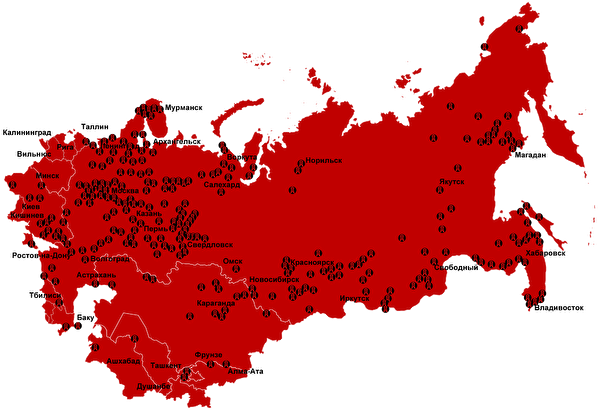 Мурманск
Таллин
Калининград
Рига
Ленинград
Архангельск
Вильнюс
Воркута
Норильск
Магадан
Минск
Салехард
Москва
Якутск
Киев
Казань
Кишинев
Пермь
Свердловск
Ростов-на-Дону
Волгоград
Омск
Красноярск
Свободный
Хабаровск
Астрахань
Новосибирск
Тбилиси
Караганда
Иркутск
Владивосток
Баку
Фрунзе
Ашхабад
Ташкент
Алма-Ата
Душанбе